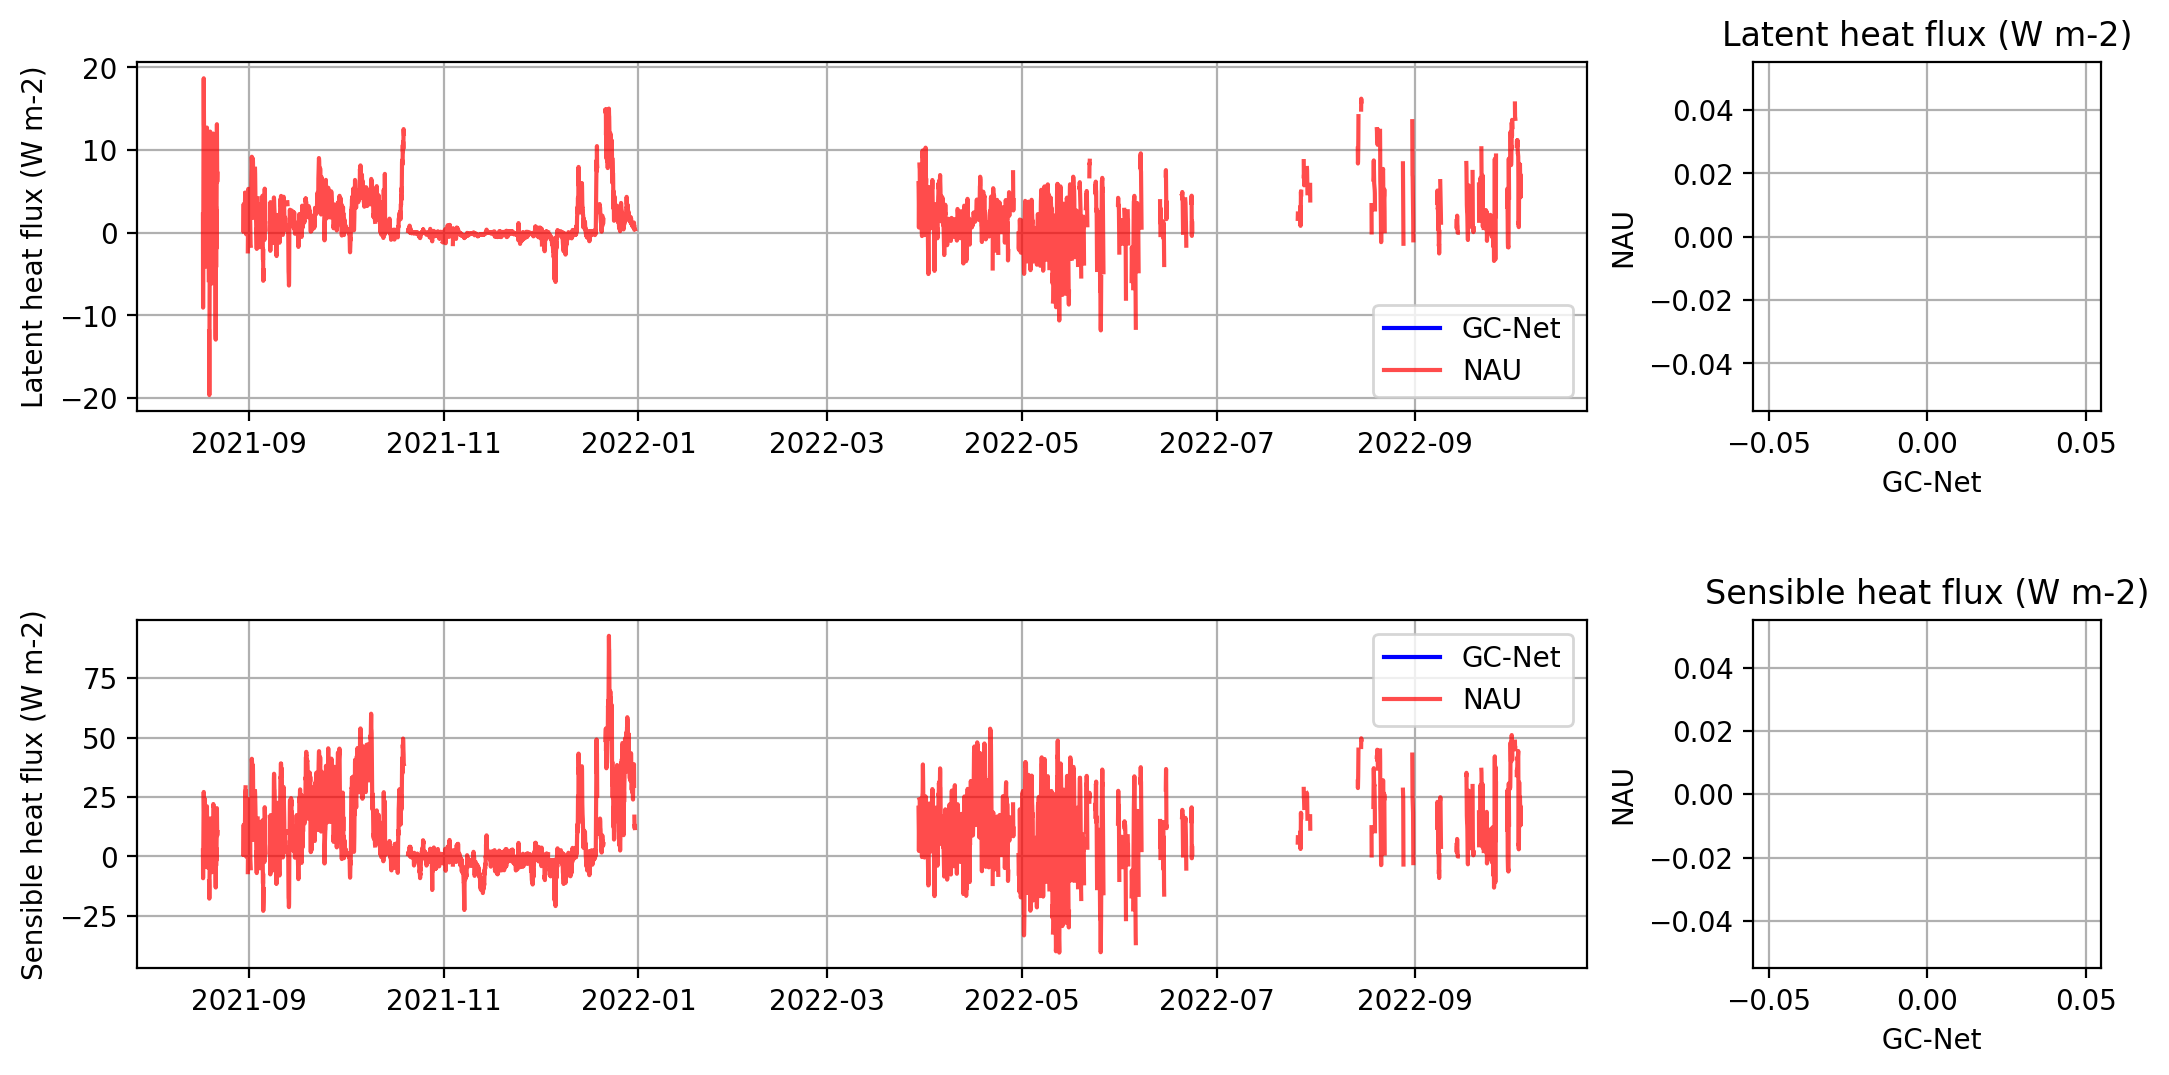 Latent heat flux (W m-2)
20
10
0
−10
−20
2021-09 2021-11 2022-01 2022-03 2022-05 2022-07 2022-09
GC-Net
NAU
Latent heat flux (W m-2)
NAU
0.04
0.02
0.00
−0.02
−0.04
−0.05 0.00 0.05
GC-Net
Sensible heat flux (W m-2)
75
50
25
0
−25
2021-09 2021-11 2022-01 2022-03 2022-05 2022-07 2022-09
GC-Net
NAU
Sensible heat flux (W m-2)
NAU
0.04
0.02
0.00
−0.02
−0.04
−0.05 0.00 0.05
GC-Net